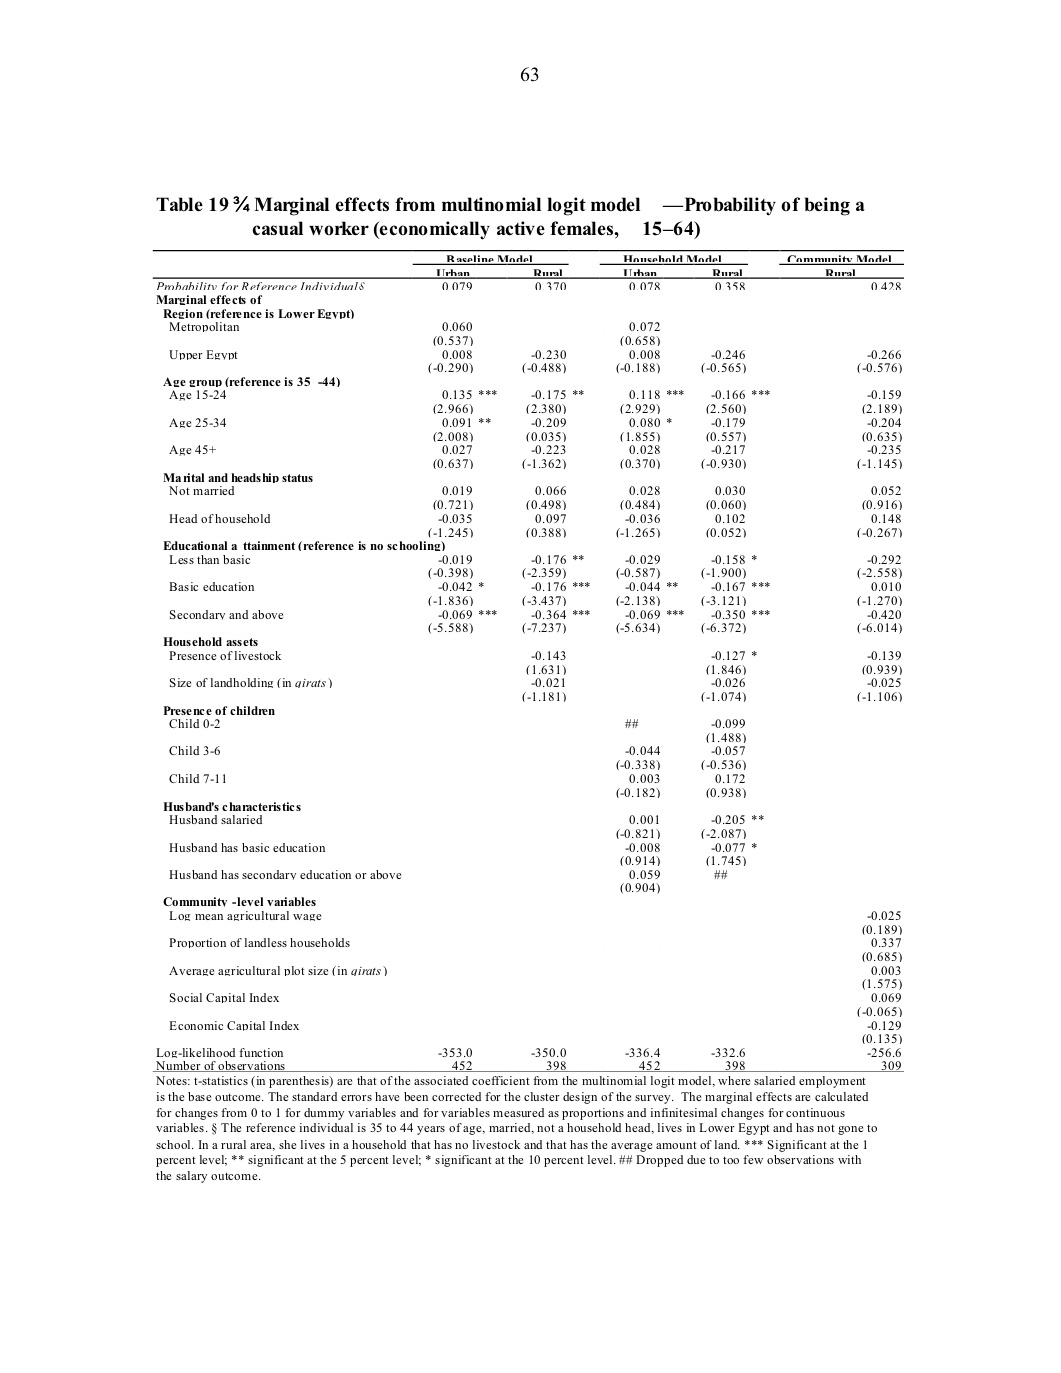 63
Table 19 ¾ Marginal effects from multinomial logit model —Probability of being a
casual worker (economically active females, 15–64)
Baseline Model Household Model Community Model
Urban Rural Urban Rural Rural
Probability for Reference Individual§ 0.079 0.370 0.078 0.358 0.428
Marginal effects of
Region (reference is Lower Egypt)
Metropolitan 0.060 0.072
(0.537) (0.658)
Upper Egypt 0.008 -0.230 0.008 -0.246 -0.266
(-0.290) (-0.488) (-0.188) (-0.565) (-0.576)
Age group (reference is 35 -44)
Age 15-24 0.135 *** -0.175 ** 0.118 *** -0.166 *** -0.159
(2.966) (2.380) (2.929) (2.560) (2.189)
Age 25-34 0.091 ** -0.209 0.080 * -0.179 -0.204
(2.008) (0.035) (1.855) (0.557) (0.635)
Age 45+ 0.027 -0.223 0.028 -0.217 -0.235
(0.637) (-1.362) (0.370) (-0.930) (-1.145)
Marital and headship status
Not married 0.019 0.066 0.028 0.030 0.052
(0.721) (0.498) (0.484) (0.060) (0.916)
Head of household -0.035 0.097 -0.036 0.102 0.148
(-1.245) (0.388) (-1.265) (0.052) (-0.267)
Educational a ttainment (reference is no schooling)
Less than basic -0.019 -0.176 ** -0.029 -0.158 * -0.292
(-0.398) (-2.359) (-0.587) (-1.900) (-2.558)
Basic education -0.042 * -0.176 *** -0.044 ** -0.167 *** 0.010
(-1.836) (-3.437) (-2.138) (-3.121) (-1.270)
Secondary and above -0.069 *** -0.364 *** -0.069 *** -0.350 *** -0.420
(-5.588) (-7.237) (-5.634) (-6.372) (-6.014)
Household assets
Presence of livestock -0.143 -0.127 * -0.139
(1.631) (1.846) (0.939)
Size of landholding (in qirats) -0.021 -0.026 -0.025
(-1.181) (-1.074) (-1.106)
Presence of children
Child 0-2 ## -0.099
(1.488)
Child 3-6 -0.044 -0.057
(-0.338) (-0.536)
Child 7-11 0.003 0.172
(-0.182) (0.938)
Husband's characteristics
Husband salaried 0.001 -0.205 **
(-0.821) (-2.087)
Husband has basic education -0.008 -0.077 *
(0.914) (1.745)
Husband has secondary education or above 0.059 ##
(0.904)
Community -level variables
Log mean agricultural wage -0.025
(0.189)
Proportion of landless households 0.337
(0.685)
Average agricultural plot size (in qirats) 0.003
(1.575)
Social Capital Index 0.069
(-0.065)
Economic Capital Index -0.129
(0.135)
Log-likelihood function -353.0 -350.0 -336.4 -332.6 -256.6
Number of observations 452 398 452 398 309
Notes: t-statistics (in parenthesis) are that of the associated coefficient from the multinomial logit model, where salaried employment
is the base outcome. The standard errors have been corrected for the cluster design of the survey. The marginal effects are calculated
for changes from 0 to 1 for dummy variables and for variables measured as proportions and infinitesimal changes for continuous
variables. § The reference individual is 35 to 44 years of age, married, not a household head, lives in Lower Egypt and has not gone to
school. In a rural area, she lives in a household that has no livestock and that has the average amount of land. *** Significant at the 1
percent level; ** significant at the 5 percent level; * significant at the 10 percent level. ## Dropped due to too few observations with
the salary outcome.